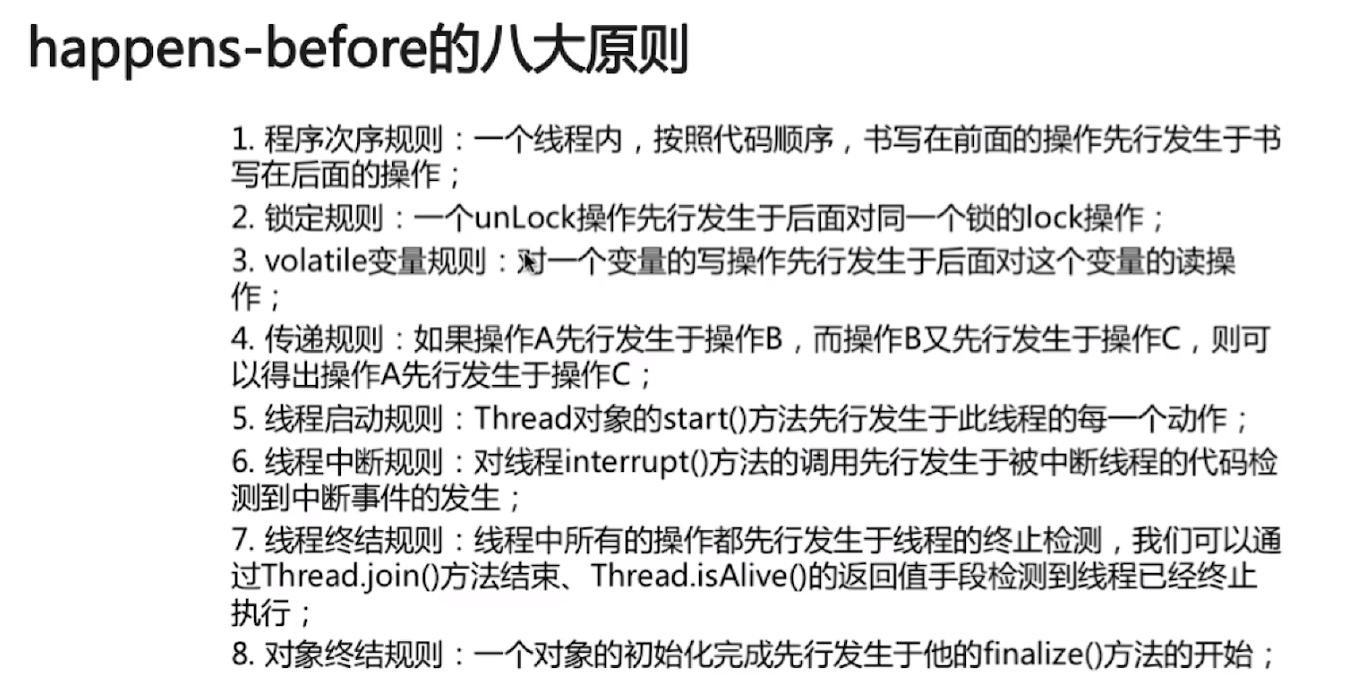 happens-before的八大原则
1. 程序次序规则：一个线程内，按照代码顺序，书写在前面的操作先行发生于书
写在后面的操作；
2. 锁定规则：一个unLock操作先行发生于后面对同一个锁的lock操作；
3. volatile变量规则：对一个变量的写操作先行发生于后面对这个变量的读操
作；
4. 传递规则：如果操作A先行发生于操作B，而操作B又先行发生于操作C，则可
以得出操作A先行发生于操作C；
5. 线程启动规则：Thread对象的start()方法先行发生于此线程的每一个动作；
6. 线程中断规则：对线程interrupt()方法的调用先行发生于被中断线程的代码检
测到中断事件的发生；
7. 线程终结规则：线程中所有的操作都先行发生于线程的终止检测，我们可以通
过Thread.join()方法结束、Thread.isAlive()的返回值手段检测到线程已经终止
执行；
8. 对象终结规则：一个对象的初始化完成先行发生于他的finalize()方法的开始；